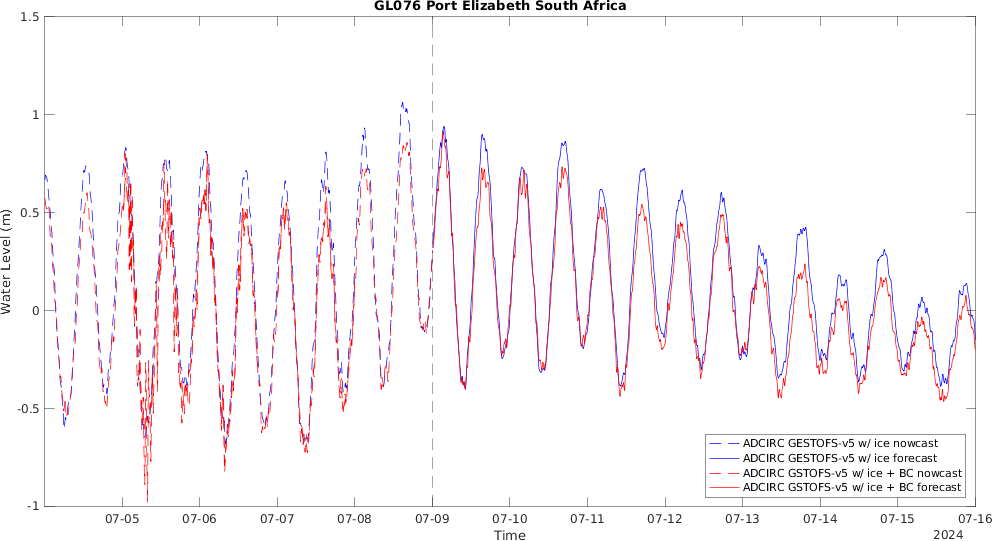 GL076 Port Elizabeth South Africa
1.5
1
0.5
0
-0.5
-1
Water Level (m)
07-05 07-06 07-07 07-08 07-09 07-10 07-11 07-12 07-13 07-14 07-15 07-16
Time
2024
ADCIRC GESTOFS-v5 w/ ice nowcast
ADCIRC GESTOFS-v5 w/ ice forecast
ADCIRC GSTOFS-v5 w/ ice + BC nowcast
ADCIRC GSTOFS-v5 w/ ice + BC forecast